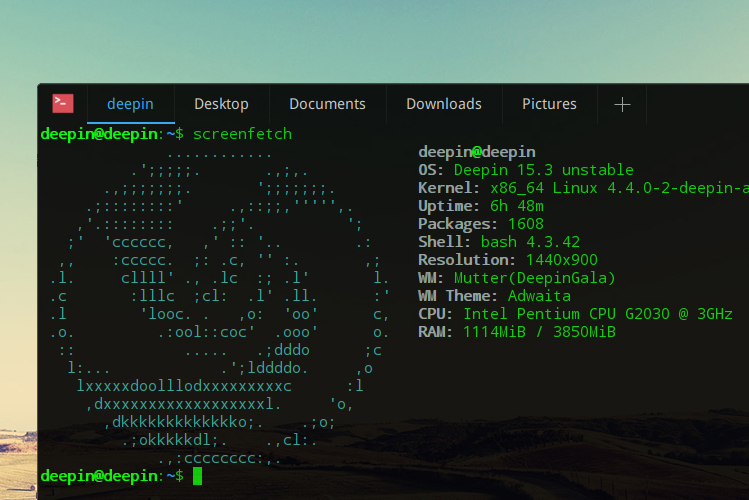 deepin Desktop Documents Downloads Pictures
deepin@deepin:~$ screenfetch
............ deepin@deepin
.';;;;;. .,;,. OS: Deepin 15.3 unstable
.,;;;;;;;. ';;;;;;;. Kernel: x86_64 Linux 4.4.0-2-deepin-a
.;::::::::' .,::;;,''''',. Uptime: 6h 48m
,'.::::::::: .;;'. '; Packages: 1608
;' 'cccccc, ,' :: '.. .: Shell: bash 4.3.42
,, :ccccc. ;: .c, '' :. ,; Resolution: 1440x900
.l. cllll' ., .lc :; .l' l. WM: Mutter(DeepinGala)
.c :lllc ;cl: .l' .ll. :' WM Theme: Adwaita
.l 'looc. . ,o: 'oo' c, CPU: Intel Pentium CPU G2030 @ 3GHz
.o. .:ool::coc' .ooo' o. RAM: 1114MiB / 3850MiB
:: ..... .;dddo ;c
l:... .';lddddo. ,o
lxxxxxdoolllodxxxxxxxxxc :l
,dxxxxxxxxxxxxxxxxxxl. 'o,
,dkkkkkkkkkkkkko;. .;o;
.;okkkkkdl;. .,cl:.
.,:cccccccc:,.
deepin@deepin:~$